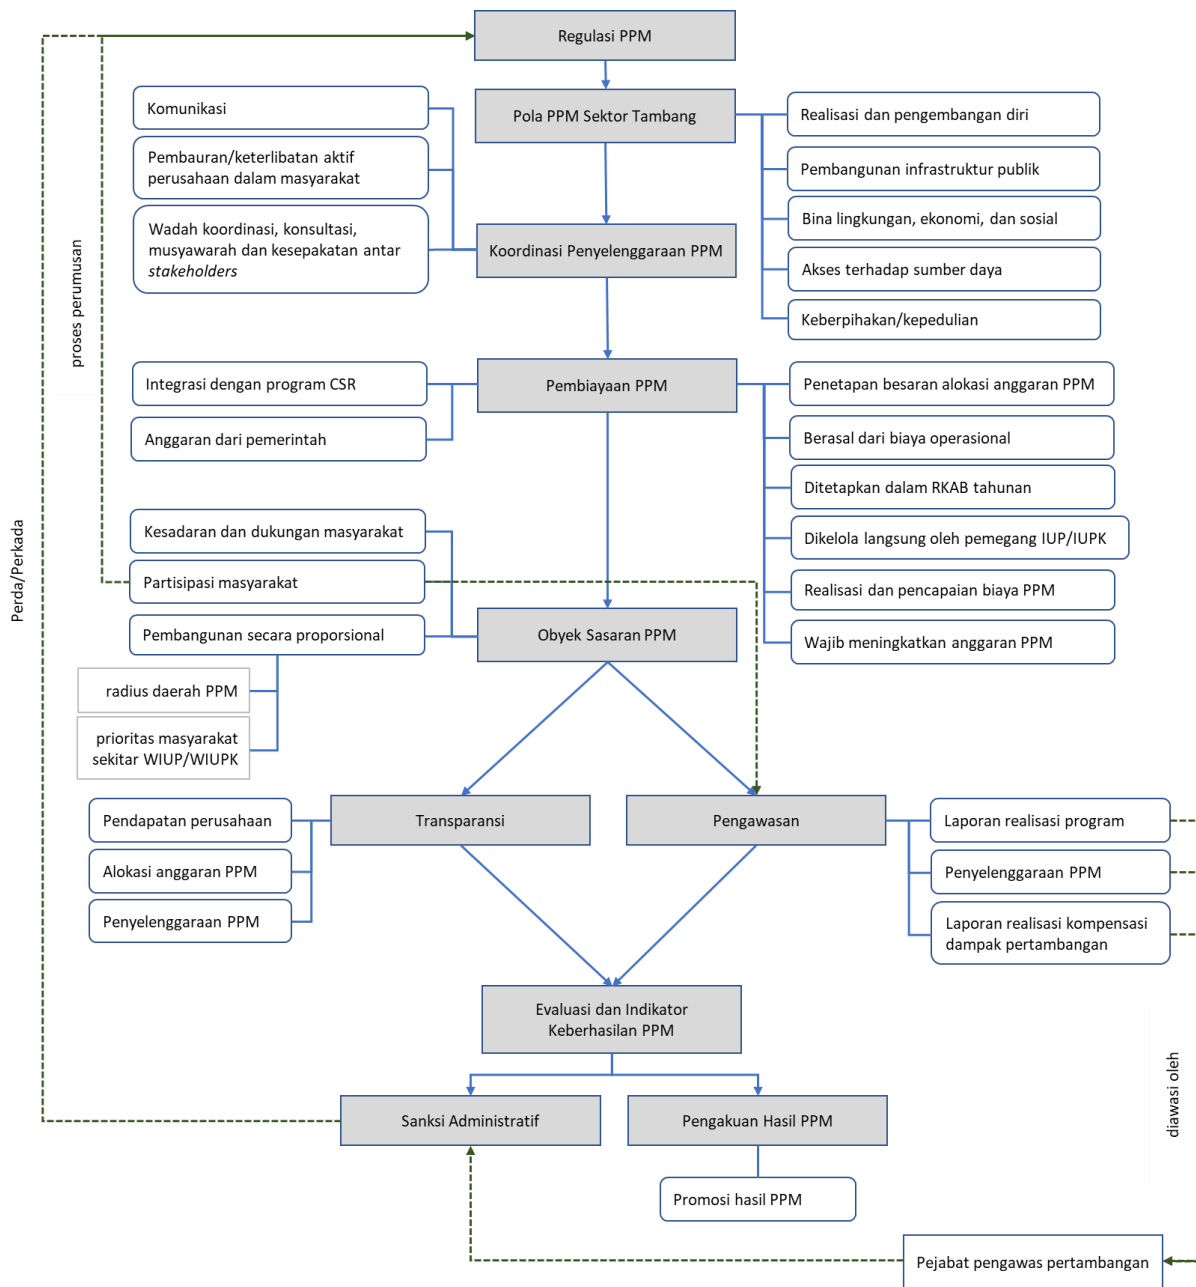 Regulasi PPM
Pola PPM Sektor Tambang
Komunikasi
Pembauran/keterlibatan aktif
perusahaan dalam masyarakat
Wadah koordinasi, konsultasi,
musyawarah dan kesepakatan antar
stakeholders
Realisasi dan pengembangan diri
Pembangunan infrastruktur publik
Bina lingkungan, ekonomi, dan sosial
Akses terhadap sumber daya
Keberpihakan/kepedulian
Koordinasi Penyelenggaraan PPM
proses perumusan
Perda/Perkada
Pembiayaan PPM
Integrasi dengan program CSR
Anggaran dari pemerintah
Penetapan besaran alokasi anggaran PPM
Berasal dari biaya operasional
Ditetapkan dalam RKAB tahunan
Dikelola langsung oleh pemegang IUP/IUPK
Realisasi dan pencapaian biaya PPM
Wajib meningkatkan anggaran PPM
Kesadaran dan dukungan masyarakat
Partisipasi masyarakat
Pembangunan secara proporsional
Obyek Sasaran PPM
radius daerah PPM
prioritas masyarakat
sekitar WIUP/WIUPK
Transparansi
Pendapatan perusahaan
Alokasi anggaran PPM
Penyelenggaraan PPM
Pengawasan
Laporan realisasi program
Penyelenggaraan PPM
Laporan realisasi kompensasi
dampak pertambangan
Evaluasi dan Indikator
Keberhasilan PPM
Sanksi Administratif
Pengakuan Hasil PPM
Promosi hasil PPM
diawasi oleh
Pejabat pengawas pertambangan